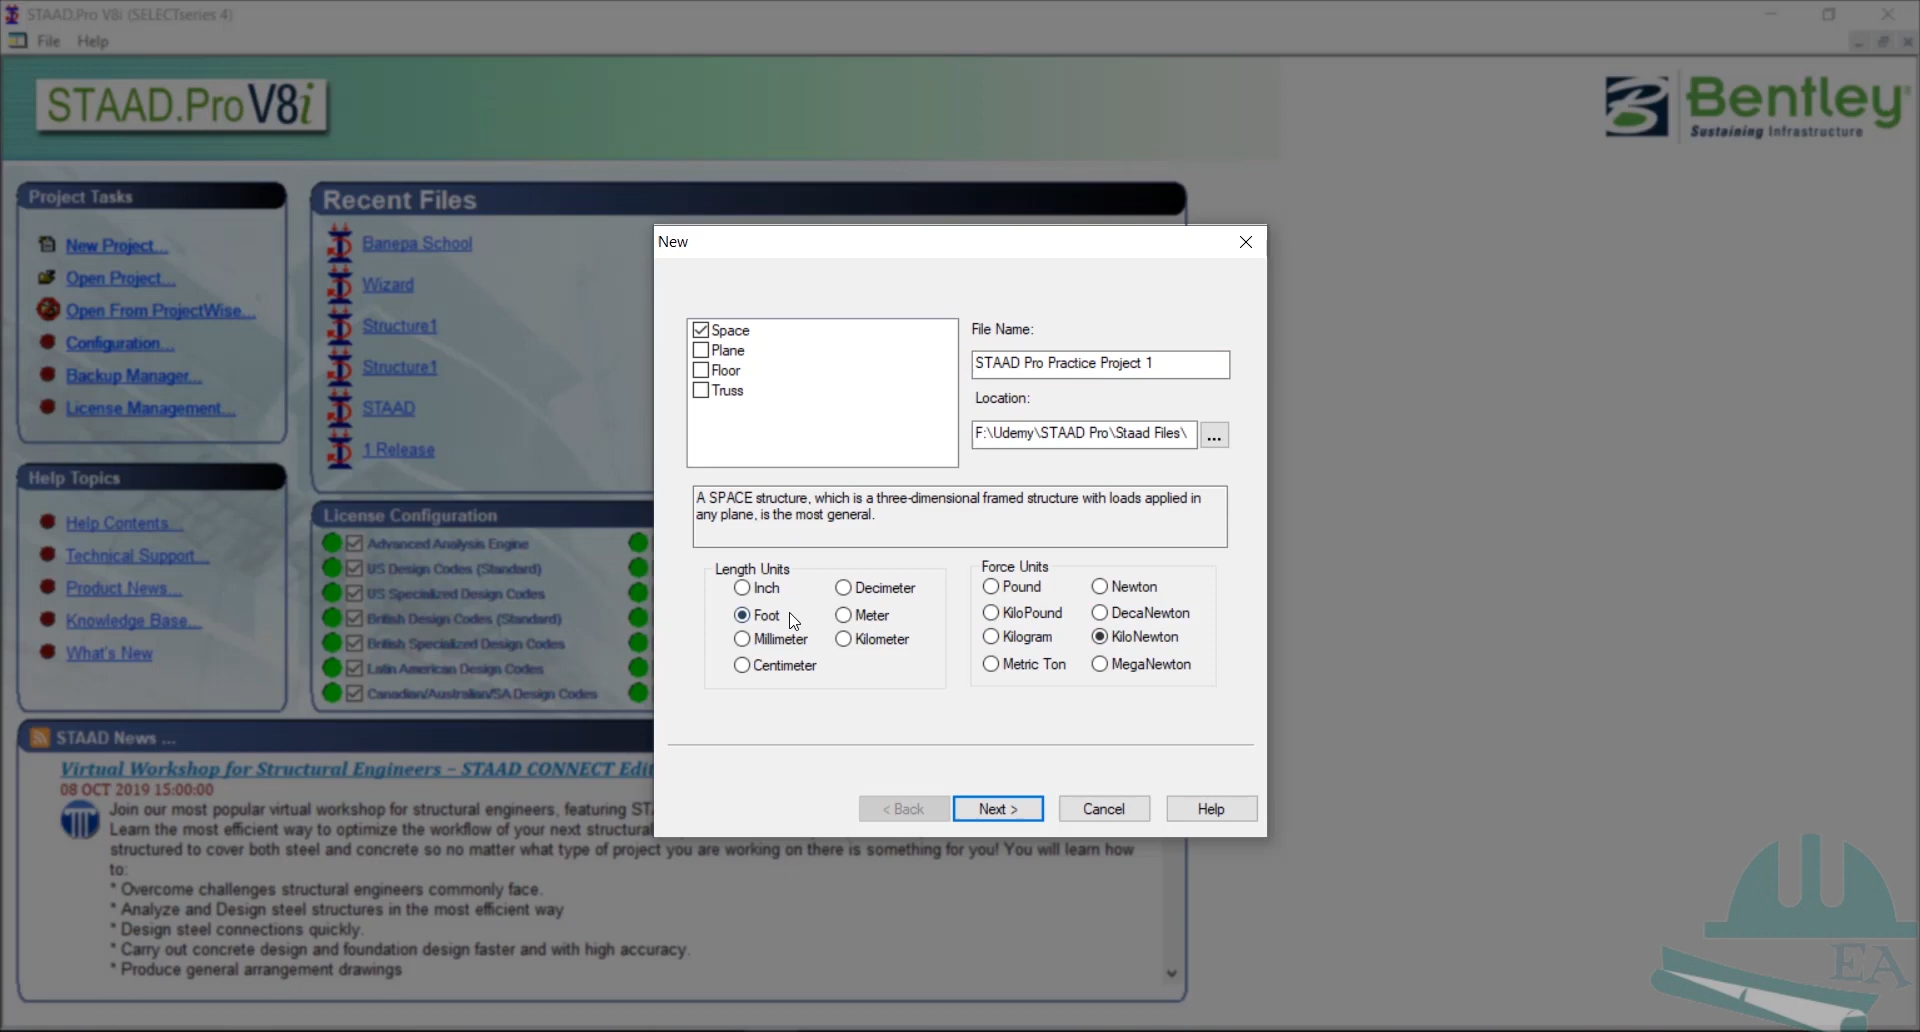 STAAD.Pro V8i (SELECTseries 4)
File Help
STAAD.Pro V8i
Bentley
Sustaining Infrastructure
Project Tasks
New Project...
Open Project...
Open From ProjectWise...
Configuration...
Backup Manager...
License Management...
Recent Files
Banepa School
Wizard
Structure1
Structure1
STAAD
1 Release
Help Topics
Help Contents...
Technical Support...
Product News...
Knowledge Base...
What's New
License Configuration
Advanced Analysis Engine
US Design Codes (Standard)
US Specialized Design Codes
British Design Codes (Standard)
British Specialized Design Codes
Latin American Design Codes
Canadian/Australian/SA Design Codes
New
Space
Plane
Floor
Truss
File Name:
STAAD Pro Practice Project 1
Location:
F:\Udemy\STAAD Pro\Staad Files\
...
A SPACE structure, which is a three-dimensional framed structure with loads applied in
any plane, is the most general.
Length Units
Inch
Decimeter
Foot
Meter
Millimeter
Kilometer
Centimeter
Force Units
Pound
Newton
KiloPound
DecaNewton
Kilogram
KiloNewton
Metric Ton
MegaNewton
< Back
Next >
Cancel
Help
STAAD News ...
Virtual Workshop for Structural Engineers – STAAD CONNECT Edit
08 OCT 2019 15:00:00
Join our most popular virtual workshop for structural engineers, featuring
Learn the most efficient way to optimize the workflow of your next structural
structured to cover both steel and concrete so no matter what type of project you are working on there is something for you! You will learn how
to:
* Overcome challenges structural engineers commonly face.
* Analyze and Design steel structures in the most efficient way
* Design steel connections quickly.
* Carry out concrete design and foundation design faster and with high accuracy.
* Produce general arrangement drawings
EA